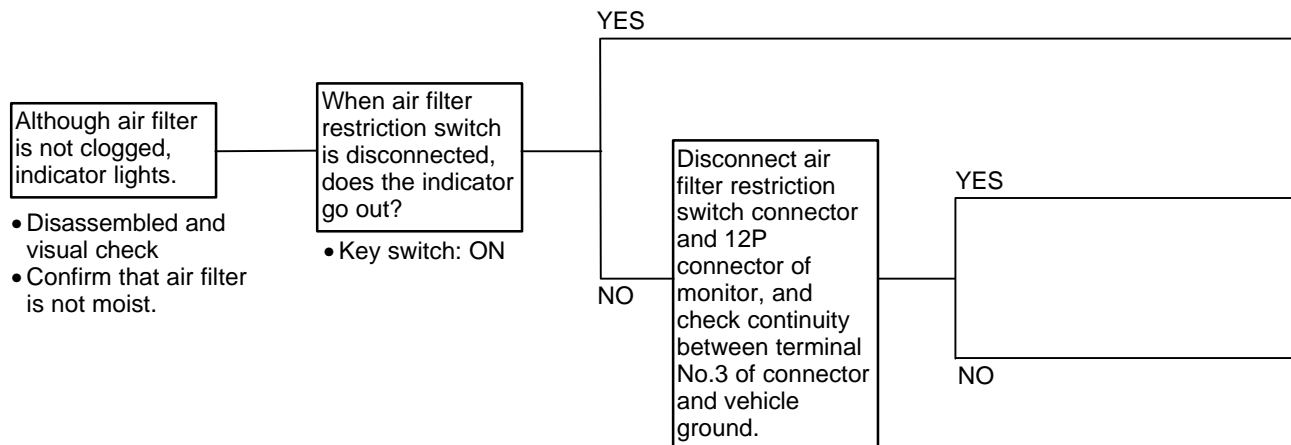 Although air filter
is not clogged,
indicator lights.
• Disassembled and
visual check
• Confirm that air filter
is not moist.
When air filter
restriction switch
is disconnected,
does the indicator
go out?
• Key switch: ON
YES
NO
Disconnect air
filter restriction
switch connector
and 12P
connector of
monitor, and
check continuity
between terminal
No.3 of connector
and vehicle
ground.
YES
NO